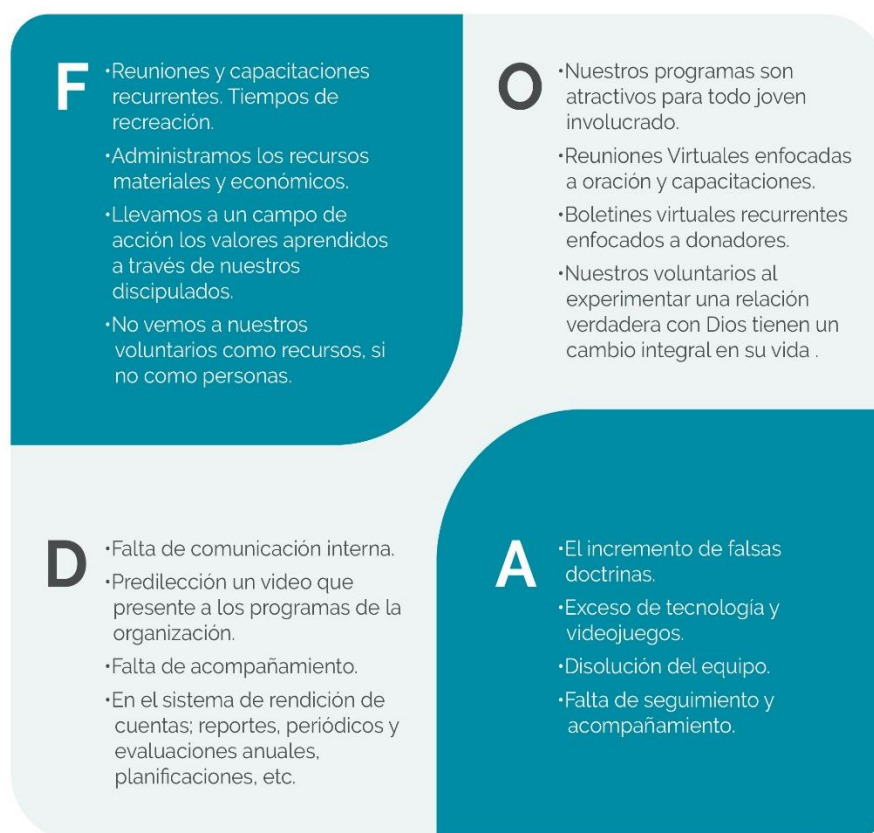 F
·Reuniones y capacitaciones
recurrentes. Tiempos de
recreación.
·Administramos los recursos
materiales y económicos.
·Llevamos a un campo de
acción los valores aprendidos
a través de nuestros
discipulados.
·No vemos a nuestros
voluntarios como recursos, si
no como personas.
O
·Nuestros programas son
atractivos para todo joven
involucrado.
·Reuniones Virtuales enfocadas
a oración y capacitaciones.
·Boletines virtuales recurrentes
enfocados a donadores.
·Nuestros voluntarios al
experimentar una relación
verdadera con Dios tienen un
cambio integral en su vida .
D
·Falta de comunicación interna.
·Predilección un video que
presente a los programas de la
organización.
·Falta de acompañamiento.
·En el sistema de rendición de
cuentas; reportes, periódicos y
evaluaciones anuales,
planificaciones, etc.
A
·El incremento de falsas
doctrinas.
·Exceso de tecnología y
videojuegos.
·Disolución del equipo.
·Falta de seguimiento y
acompañamiento.